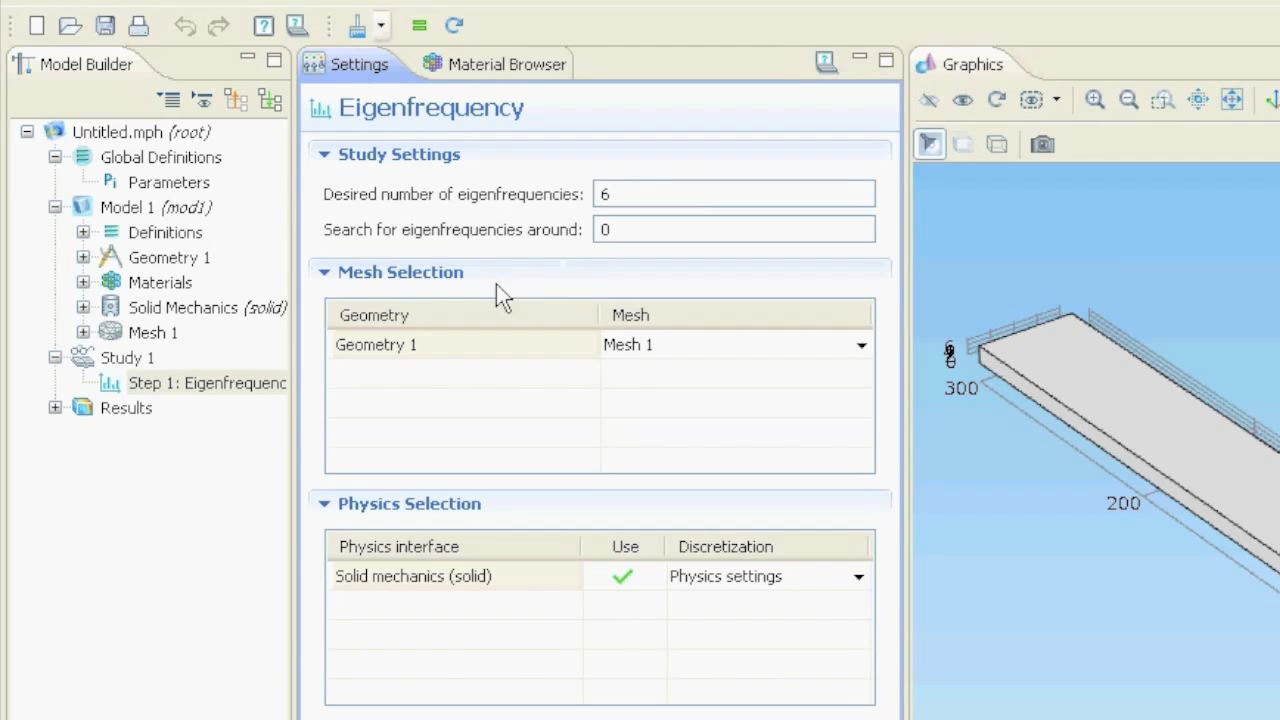 Model Builder
Untitled.mph (root)
Global Definitions
Pi Parameters
Model 1 (mod1)
Definitions
Geometry 1
Materials
Solid Mechanics (solid)
Mesh 1
Study 1
Step 1: Eigenfrequenc
Results
Settings
Material Browser
Eigenfrequency
Study Settings
Desired number of eigenfrequencies: 6
Search for eigenfrequencies around: 0
Mesh Selection
Geometry Mesh
Geometry 1 Mesh 1
Physics Selection
Physics interface Use Discretization
Solid mechanics (solid) Physics settings
Graphics
300
200